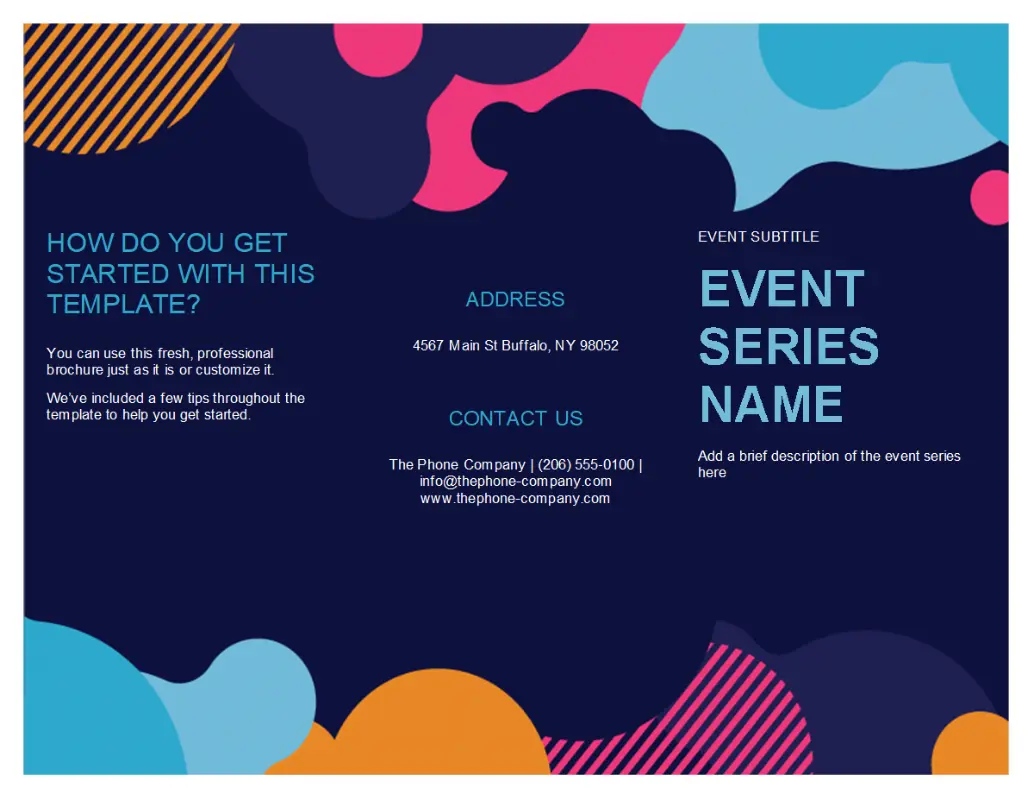 HOW DO YOU GET
STARTED WITH THIS
TEMPLATE?
You can use this fresh, professional
brochure just as it is or customize it.
We've included a few tips throughout the
template to help you get started.
ADDRESS
4567 Main St Buffalo, NY 98052
CONTACT US
The Phone Company | (206) 555-0100 |
info@thephone-company.com
www.thephone-company.com
EVENT SUBTITLE
EVENT
SERIES
NAME
Add a brief description of the event series
here